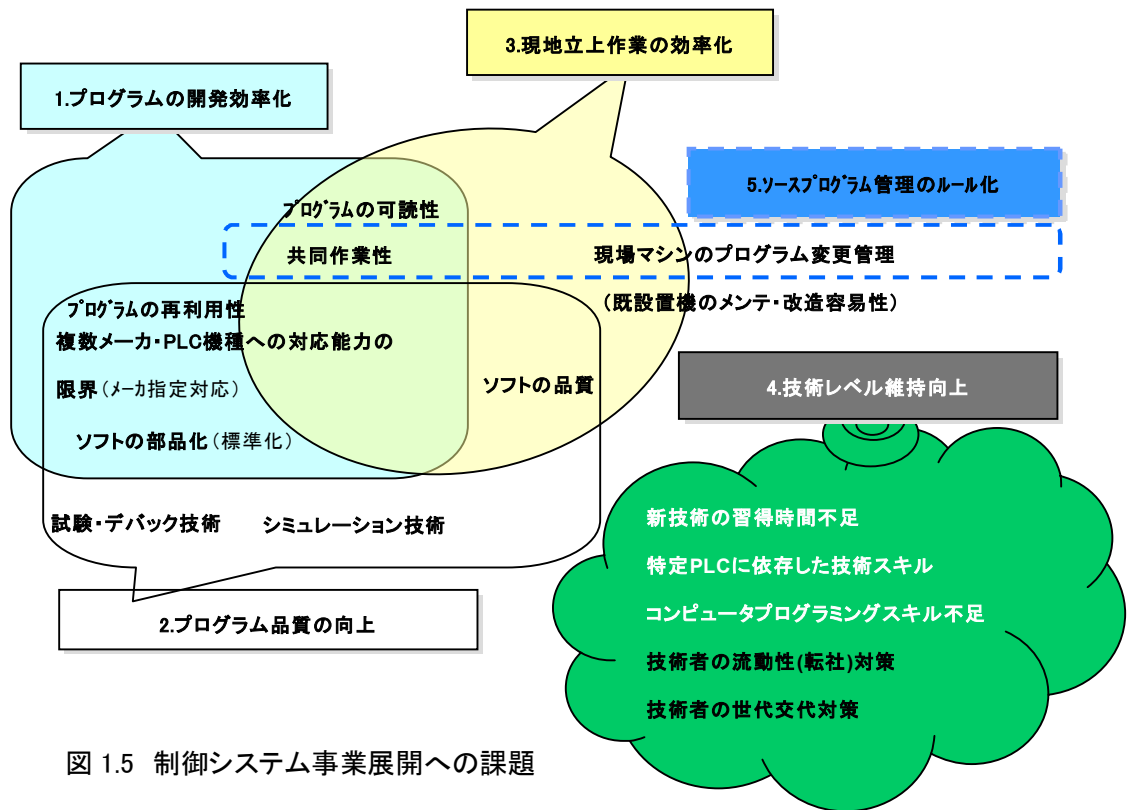 3.現地立上作業の効率化
1.プログラムの開発効率化
5.ソースプログラム管理のルール化
プログラムの可読性
共同作業性
現場マシンのプログラム変更管理
(既設置機のメンテ・改造容易性)
プログラムの再利用性
複数メーカ・PLC機種への対応能力の
限界(メーカ指定対応)
ソフトの品質
4.技術レベル維持向上
ソフトの部品化(標準化)
試験・デバック技術
シミュレーション技術
新技術の習得時間不足
特定PLCに依存した技術スキル
コンピュータプログラミングスキル不足
技術者の流動性(転社)対策
技術者の世代交代対策
2.プログラム品質の向上
図 1.5 制御システム事業展開への課題